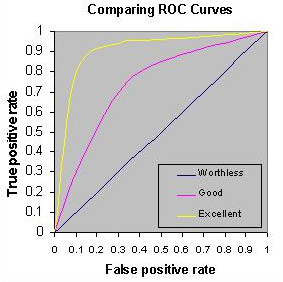 Comparing ROC Curves
True positive rate
1
0.9
0.8
0.7
0.6
0.5
0.4
0.3
0.2
0.1
0
Worthless
Good
Excellent
0 0.1 0.2 0.3 0.4 0.5 0.6 0.7 0.8 0.9 1
False positive rate